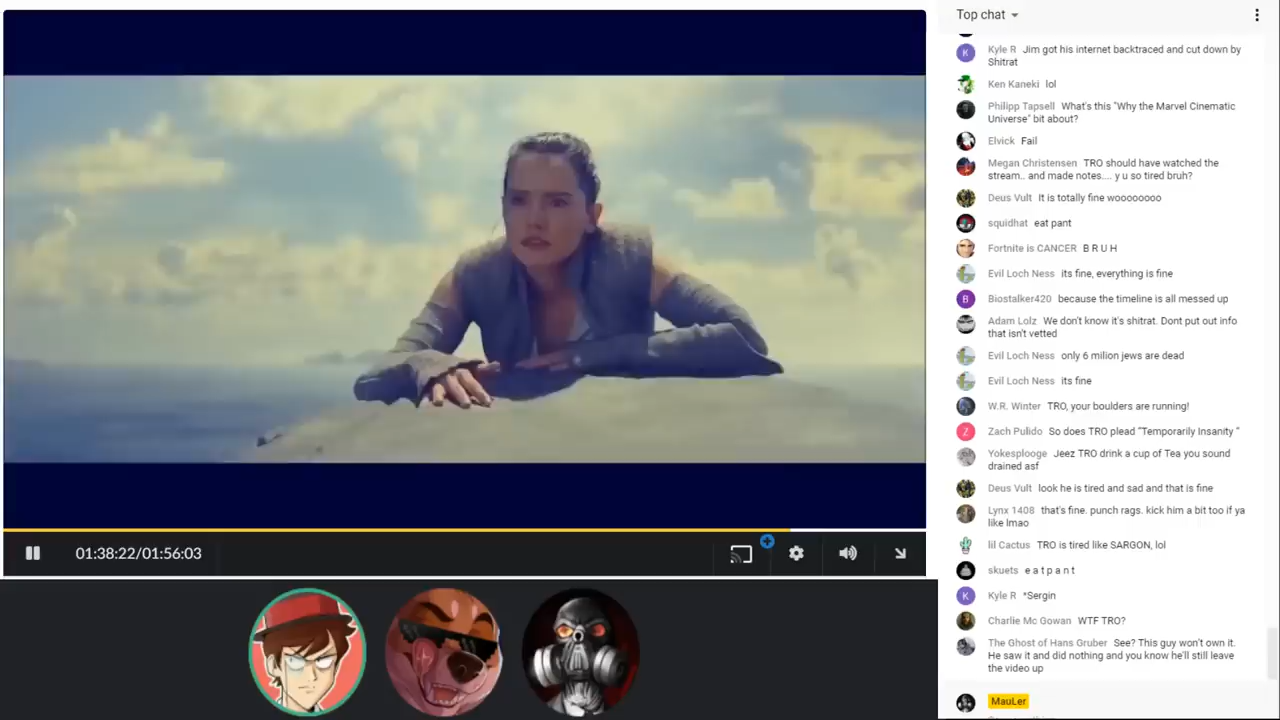 Top chat
Kyle R Jim got his internet backtraced and cut down by
Shitrat
Ken Kaneki lol
Philipp Tapsell What's this "Why the Marvel Cinematic
Universe" bit about?
Elvick Fail
Megan Christensen TRO should have watched the
stream.. and made notes.... y u so tired bruh?
Deus Vult It is totally fine woooooooo
squidhat eat pant
Fortnite is CANCER B R U H
Evil Loch Ness its fine, everything is fine
Biostalker420 because the timeline is all messed up
Adam Lolz We don't know it's shitrat. Dont put out info
that isn't vetted
Evil Loch Ness only 6 milion jews are dead
Evil Loch Ness its fine
W.R. Winter TRO, your boulders are running!
Zach Pulido So does TRO plead "Temporarily Insanity "
Yokesplooge Jeez TRO drink a cup of Tea you sound
drained asf
Deus Vult look he is tired and sad and that is fine
Lynx 1408 that's fine. punch rags. kick him a bit too if ya
like lmao
lil Cactus TRO is tired like SARGON, lol
skuets e a t p a n t
Kyle R *Sergin
Charlie Mc Gowan WTF TRO?
The Ghost of Hans Gruber See? This guy won't own it.
He saw it and did nothing and you know he'll still leave
the video up
MauLer
01:38:22/01:56:03